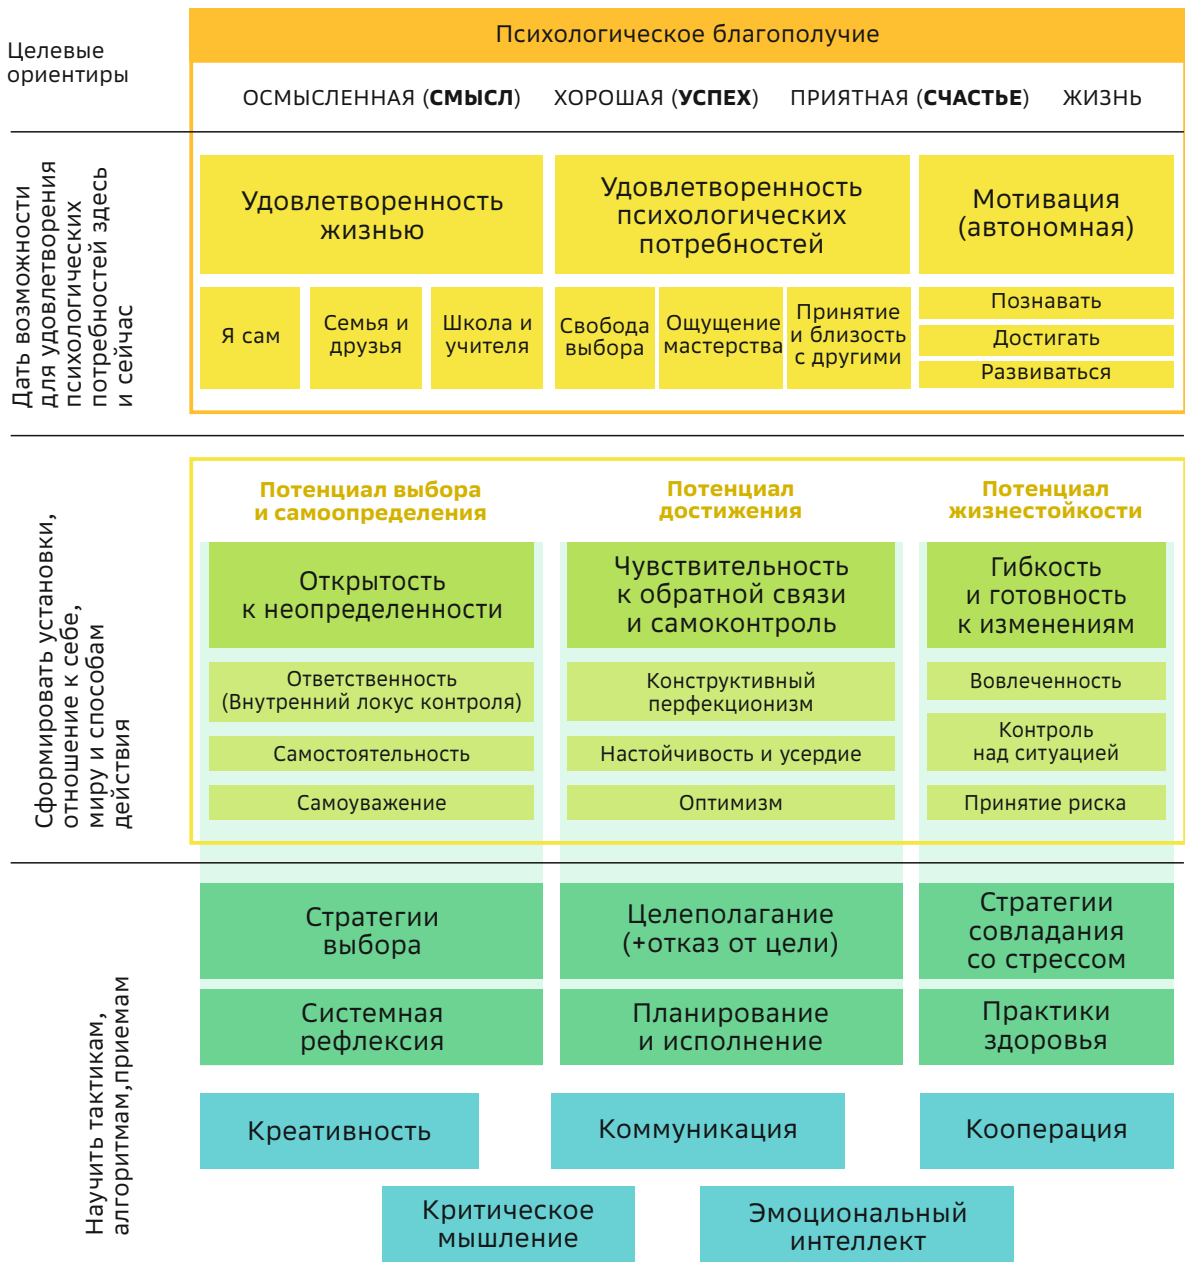 Целевые
ориентиры
Психологическое благополучие
ОСМЫСЛЕННАЯ (СМЫСЛ) ХОРОШАЯ (УСПЕХ) ПРИЯТНАЯ (СЧАСТЬЕ) ЖИЗНЬ
Дать возможности
для удовлетворения
психологических
потребностей здесь
и сейчас
Удовлетворенность
жизнью
Удовлетворенность
психологических
потребностей
Мотивация
(автономная)
Я сам
Семья и
друзья
Школа и
учителя
Свобода
выбора
Ощущение
мастерства
Принятие
и близость
с другими
Познавать
Достигать
Развиваться
Сформировать установки,
отношение к себе,
миру и способам
действия
Потенциал выбора
и самоопределения
Потенциал
достижения
Потенциал
жизнестойкости
Открытость
к неопределенности
Чувствительность
к обратной связи
и самоконтроль
Гибкость
и готовность
к изменениям
Ответственность
(Внутренний локус контроля)
Конструктивный
перфекционизм
Вовлеченность
Самостоятельность
Настойчивость и усердие
Контроль
над ситуацией
Самоуважение
Оптимизм
Принятие риска
Научить тактикам,
алгоритмам,приемам
Стратегии
выбора
Целеполагание
(+отказ от цели)
Стратегии
совладания
со стрессом
Системная
рефлексия
Планирование
и исполнение
Практики
здоровья
Креативность
Коммуникация
Кооперация
Критическое
мышление
Эмоциональный
интеллект